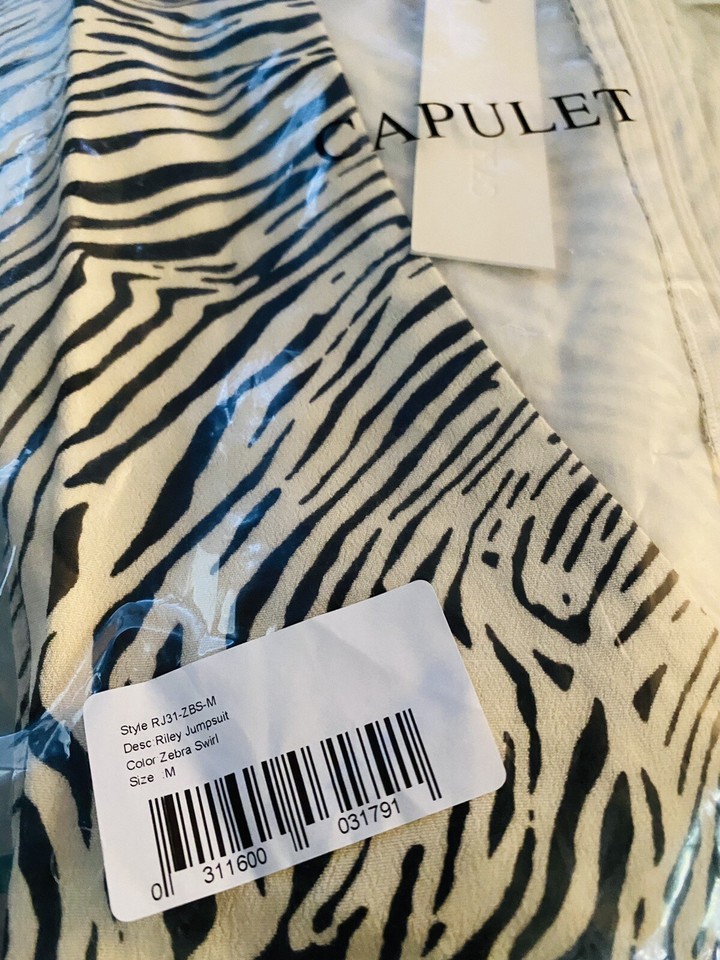 CAPULET
Style RJ31-ZBS-M
Desc:Riley Jumpsuit
Color Zebra Swirl
Size :M
0 311600 031791